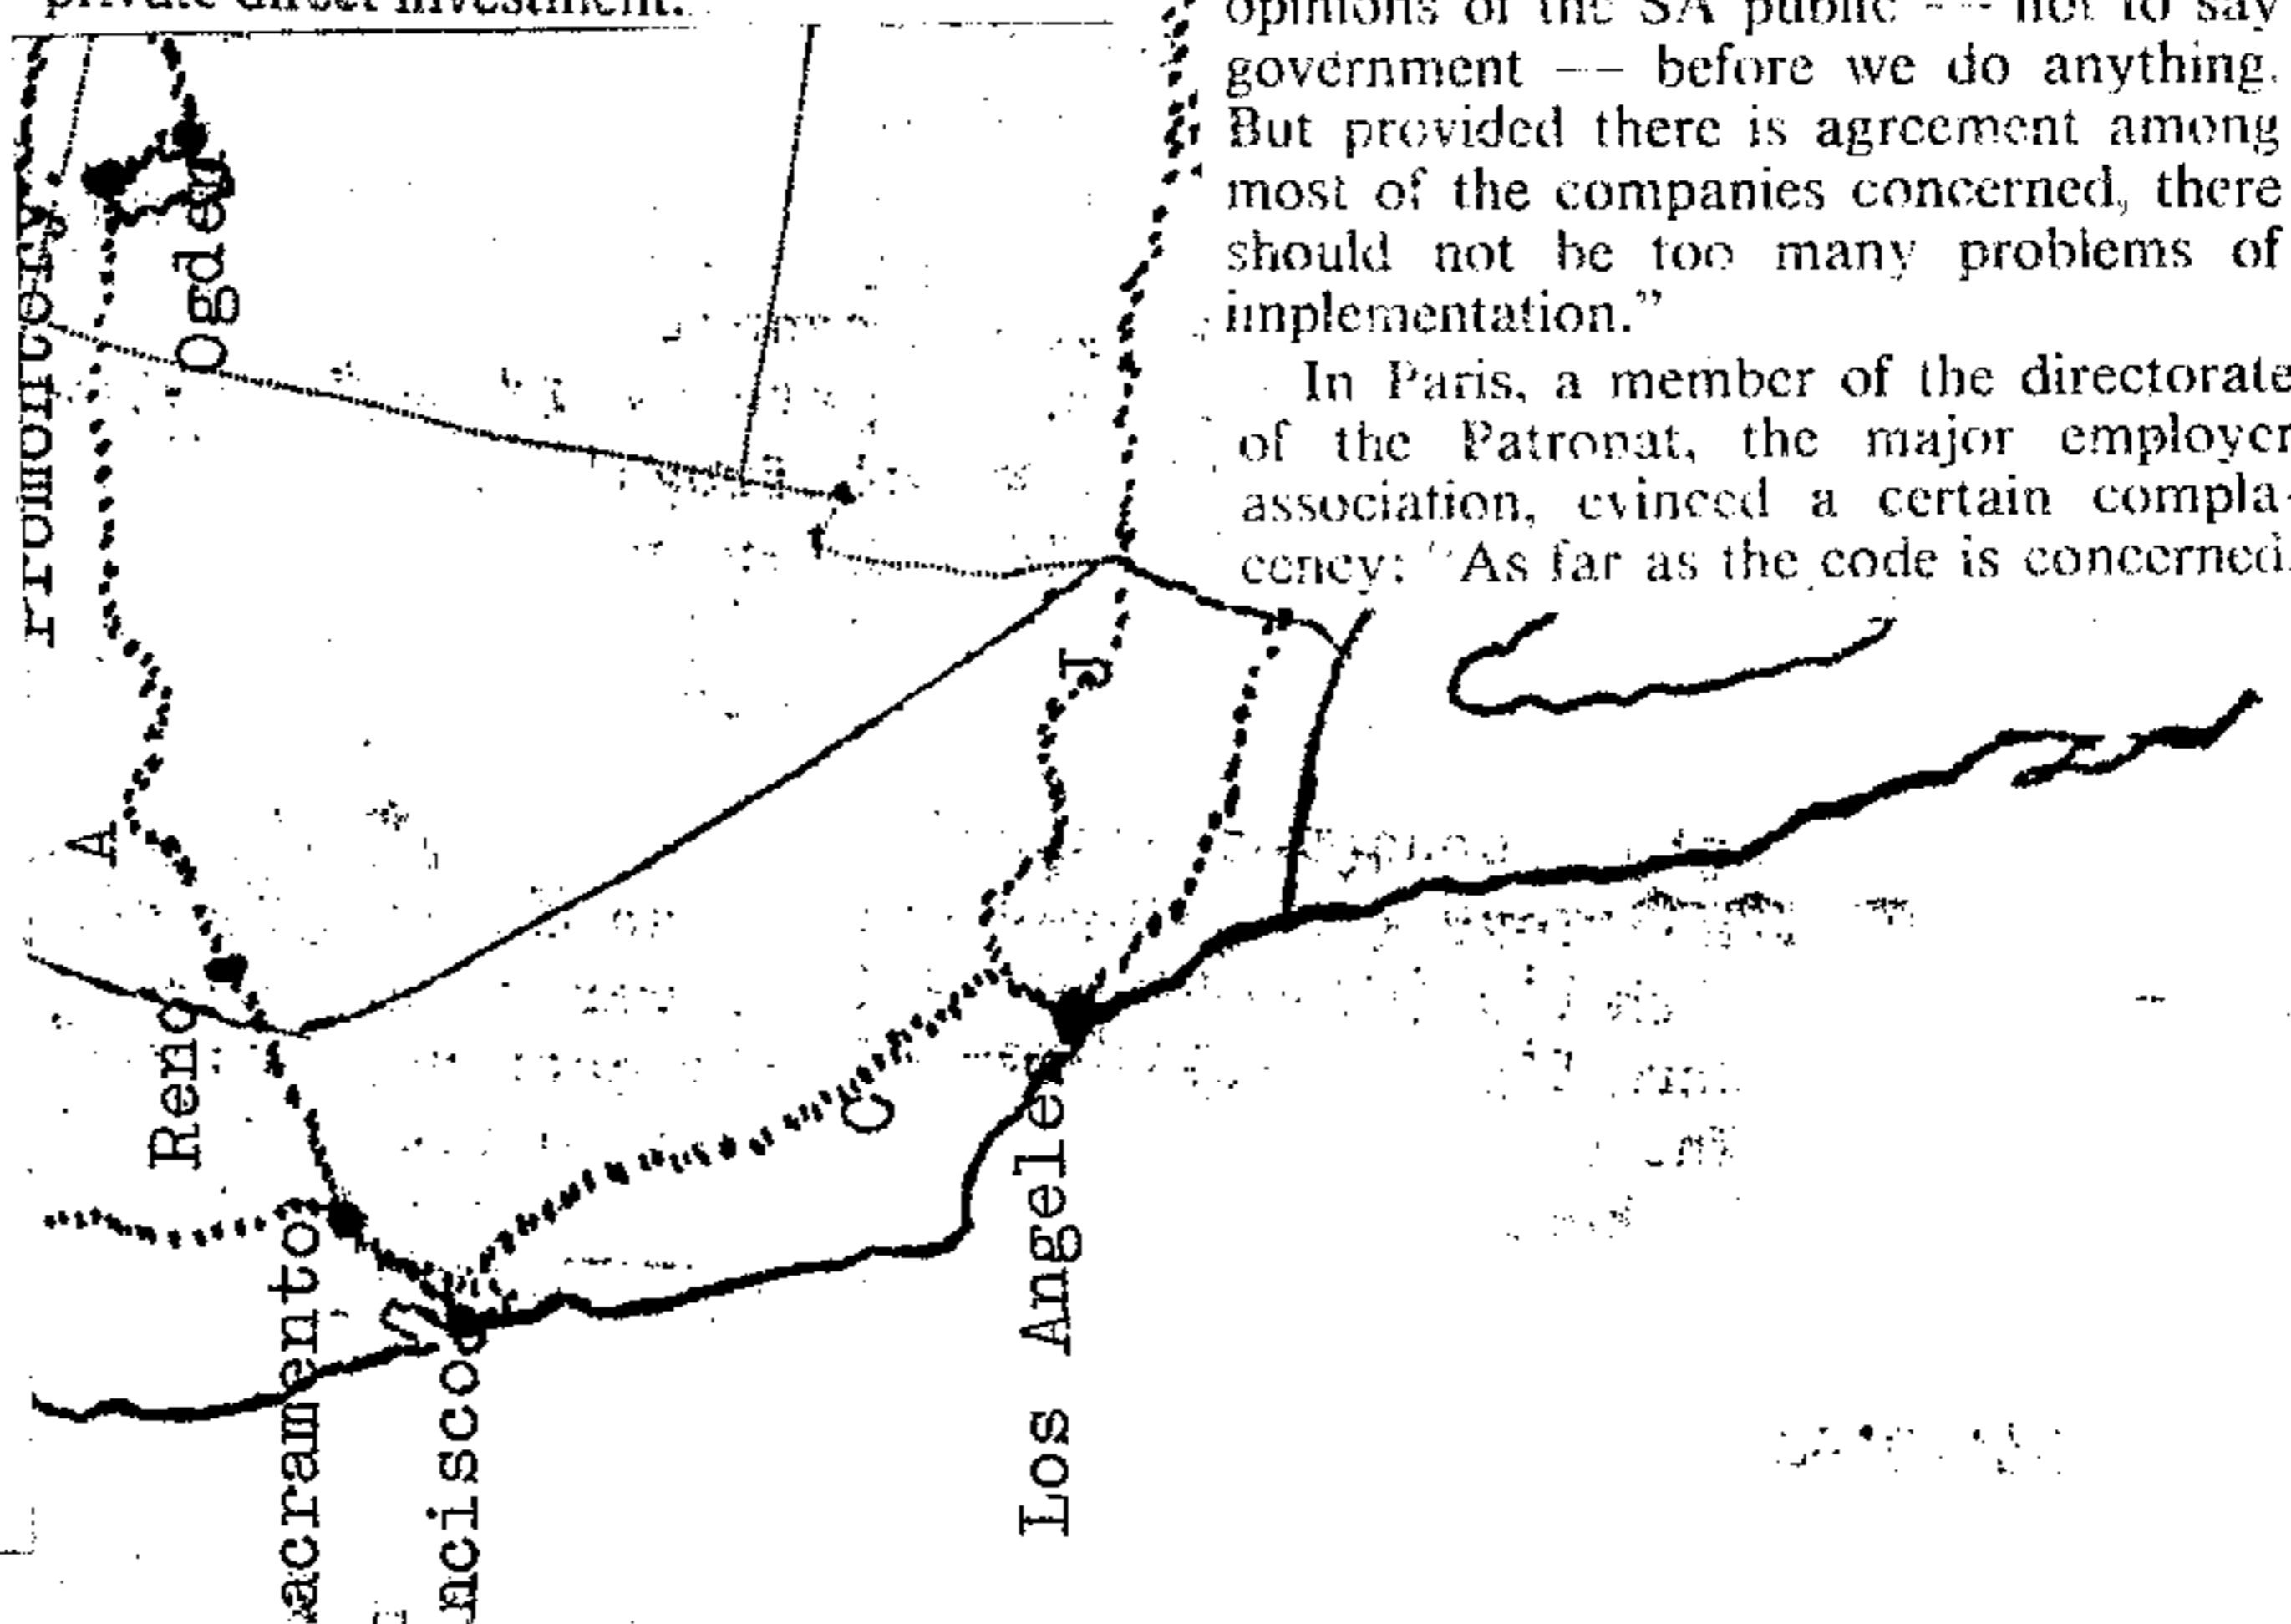 private direct investment.
opinions of the SA public -- not to say
government -- before we do anything.
But provided there is agreement among
most of the companies concerned, there
should not be too many problems of
implementation.”
In Paris, a member of the directorate
of the Patronat, the major employer
association, evinced a certain compla-
cency: “As far as the code is concerned,
Promontory
Ogden
A
Reno
acramento
nciscο
C
J
Los Angeles